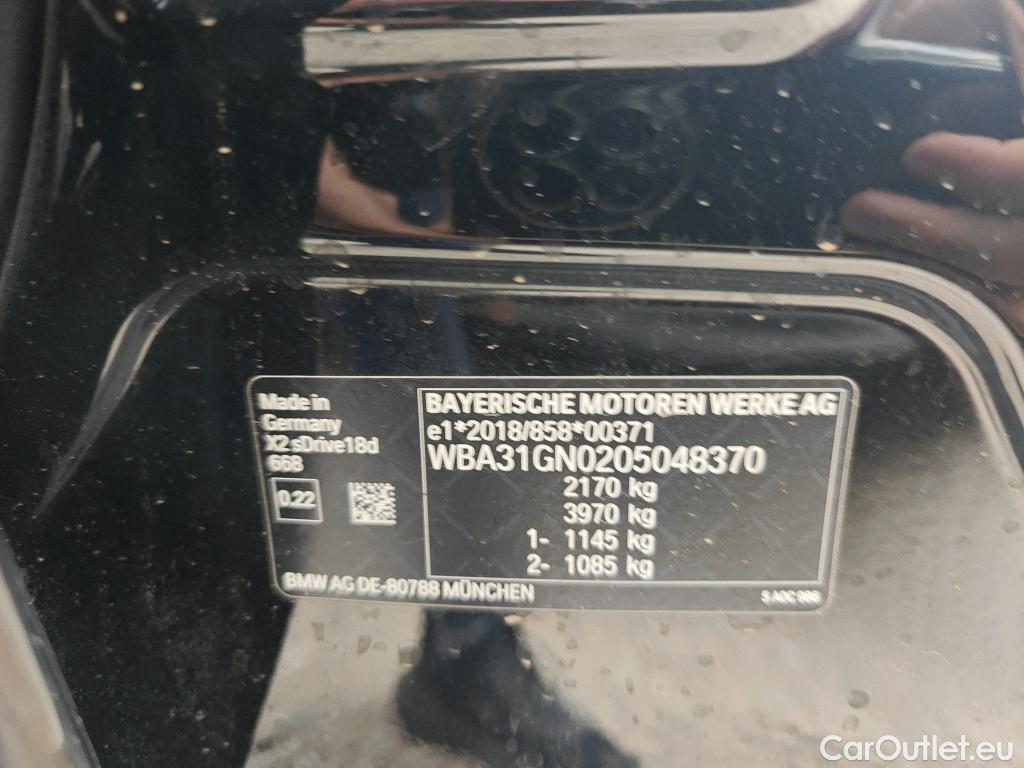 Made in
Germany
X2 sDrive18d
668
0.22
BAYERISCHE MOTOREN WERKE AG
e1*2018/858*00371
WBA31GN0205048370
2170 kg
3970 kg
1- 1145 kg
2- 1085 kg
BMW AG DE-80788 MÜNCHEN
CarOutlet.eu